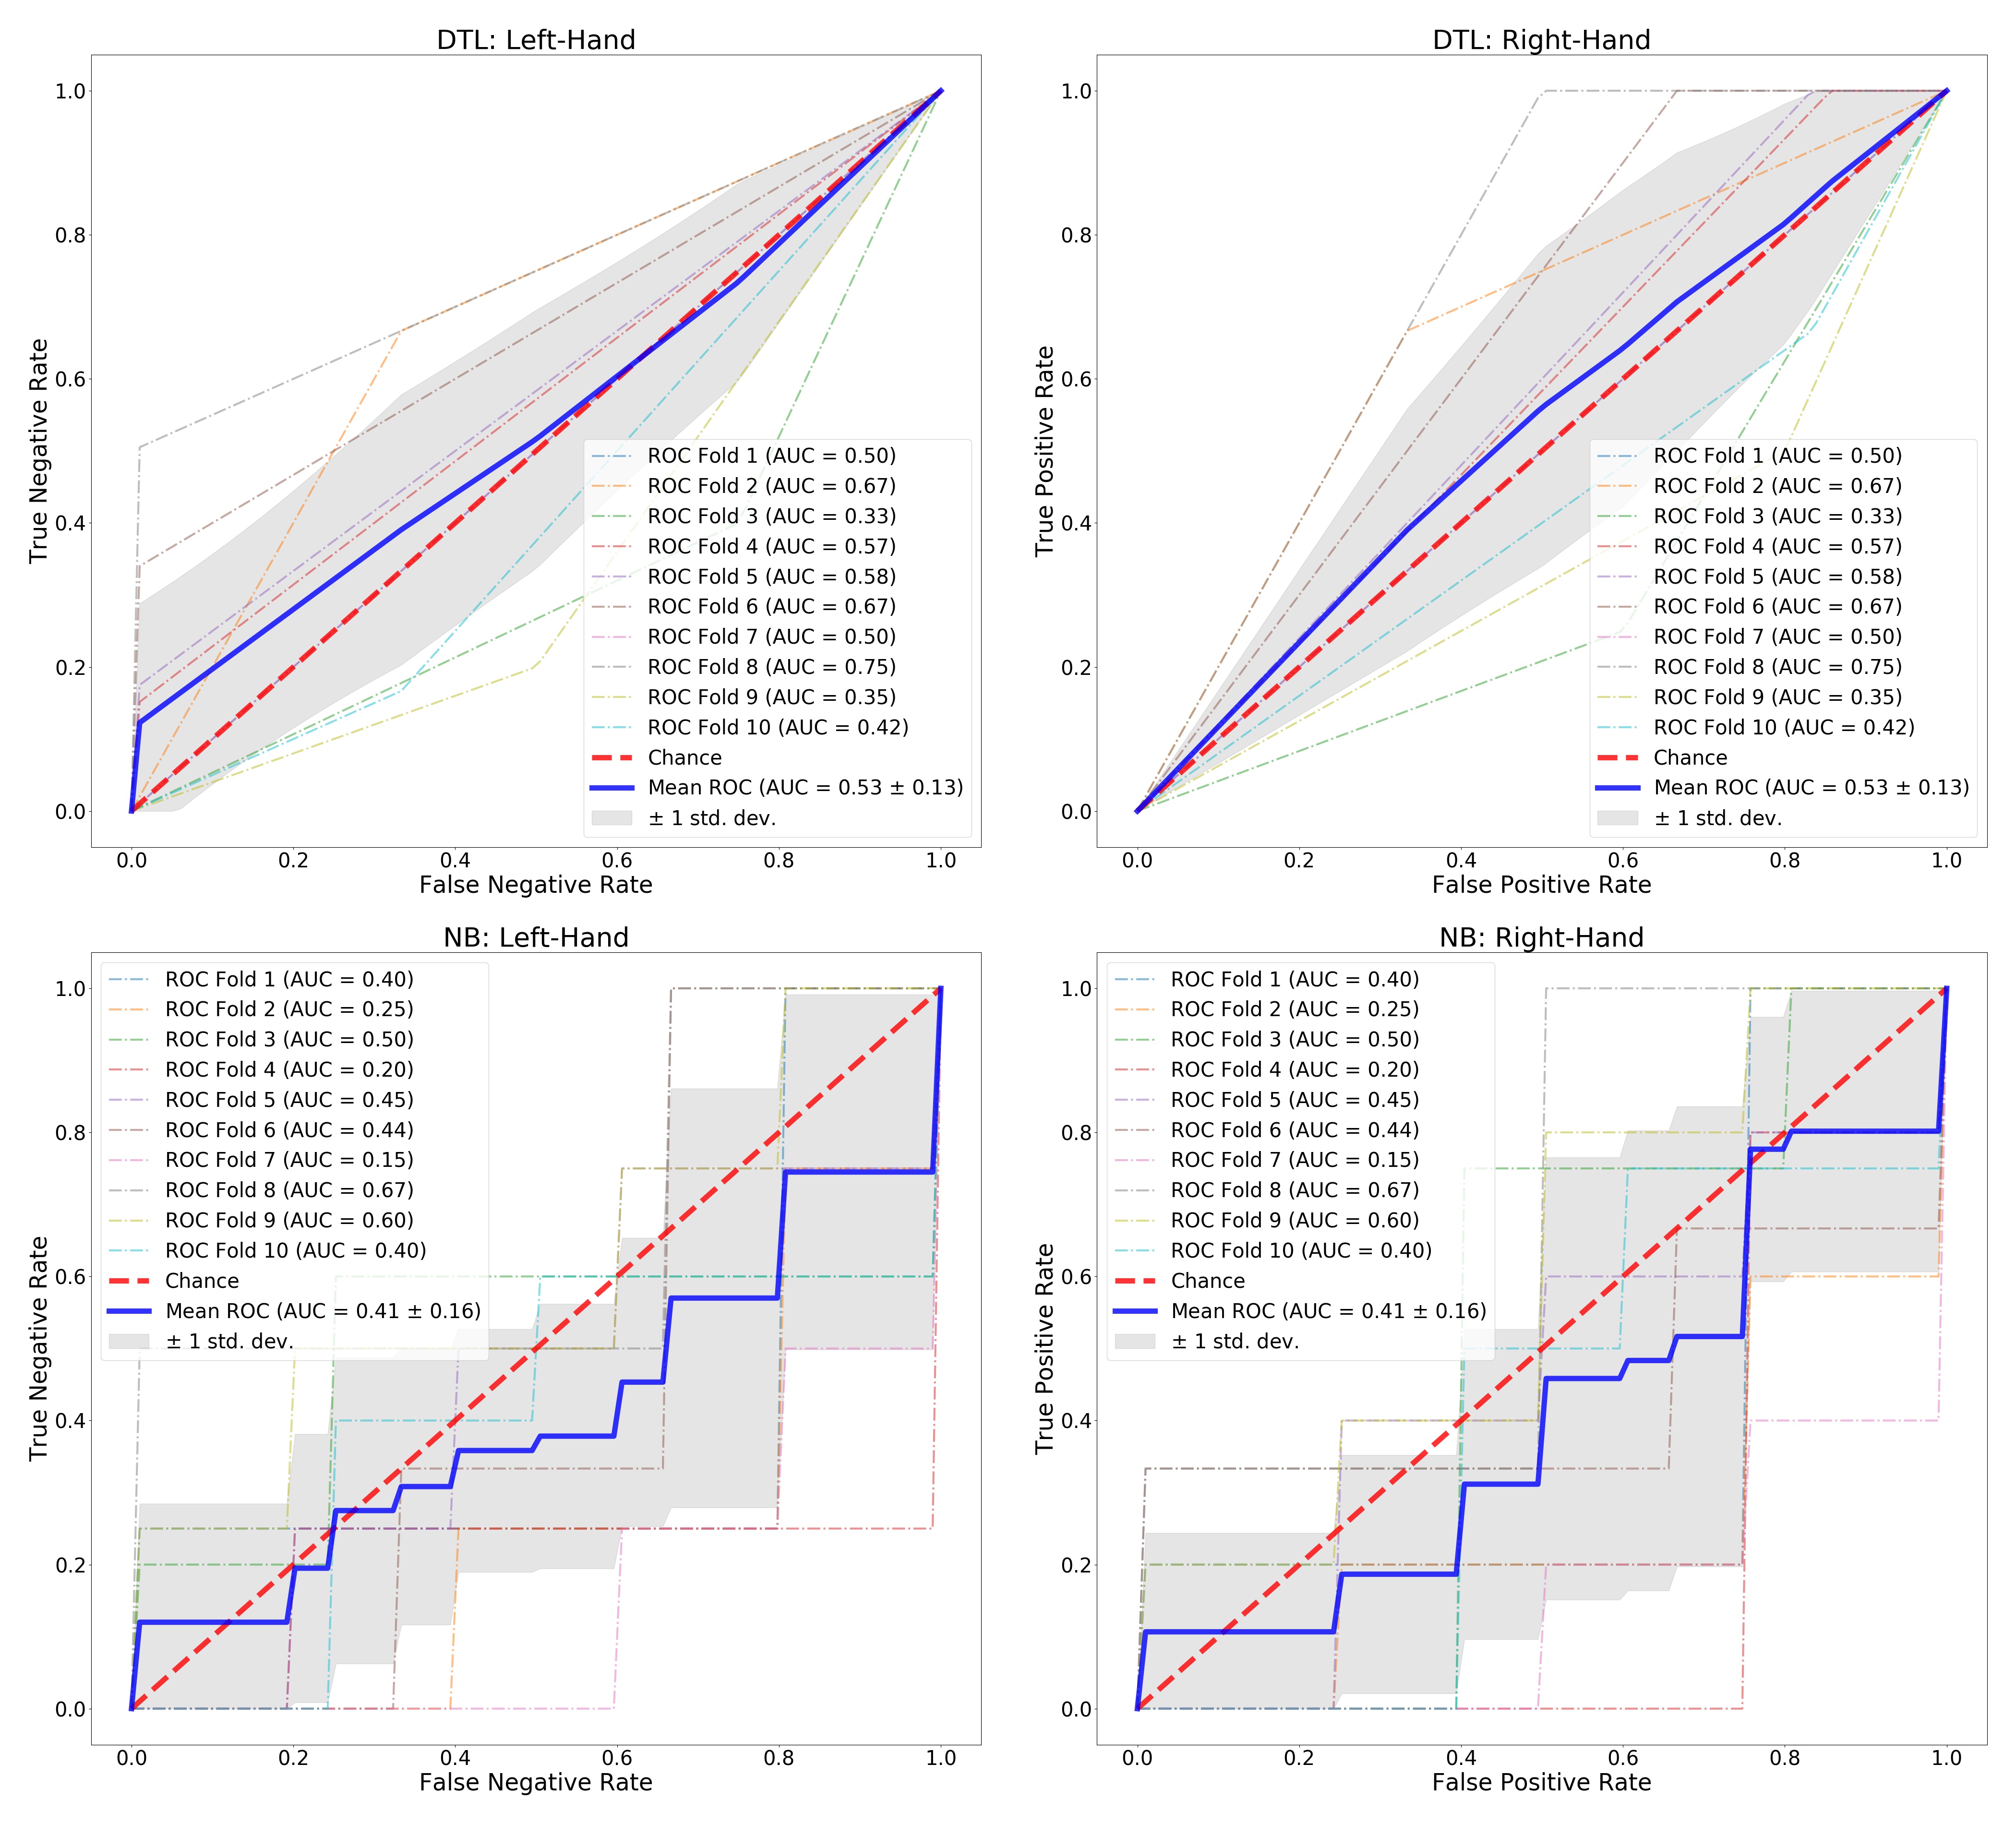 DTL: Left-Hand
True Negative Rate
1.0
0.8
0.6
0.4
0.2
0.0
ROC Fold 1 (AUC = 0.50)
ROC Fold 2 (AUC = 0.67)
ROC Fold 3 (AUC = 0.33)
ROC Fold 4 (AUC = 0.57)
ROC Fold 5 (AUC = 0.58)
ROC Fold 6 (AUC = 0.67)
ROC Fold 7 (AUC = 0.50)
ROC Fold 8 (AUC = 0.75)
ROC Fold 9 (AUC = 0.35)
ROC Fold 10 (AUC = 0.42)
Chance
Mean ROC (AUC = 0.53 ± 0.13)
± 1 std. dev.
0.0 0.2 0.4 0.6 0.8 1.0
False Negative Rate
DTL: Right-Hand
True Positive Rate
1.0
0.8
0.6
0.4
0.2
0.0
ROC Fold 1 (AUC = 0.50)
ROC Fold 2 (AUC = 0.67)
ROC Fold 3 (AUC = 0.33)
ROC Fold 4 (AUC = 0.57)
ROC Fold 5 (AUC = 0.58)
ROC Fold 6 (AUC = 0.67)
ROC Fold 7 (AUC = 0.50)
ROC Fold 8 (AUC = 0.75)
ROC Fold 9 (AUC = 0.35)
ROC Fold 10 (AUC = 0.42)
Chance
Mean ROC (AUC = 0.53 ± 0.13)
± 1 std. dev.
0.0 0.2 0.4 0.6 0.8 1.0
False Positive Rate
NB: Left-Hand
True Negative Rate
1.0
0.8
0.6
0.4
0.2
0.0
ROC Fold 1 (AUC = 0.40)
ROC Fold 2 (AUC = 0.25)
ROC Fold 3 (AUC = 0.50)
ROC Fold 4 (AUC = 0.20)
ROC Fold 5 (AUC = 0.45)
ROC Fold 6 (AUC = 0.44)
ROC Fold 7 (AUC = 0.15)
ROC Fold 8 (AUC = 0.67)
ROC Fold 9 (AUC = 0.60)
ROC Fold 10 (AUC = 0.40)
Chance
Mean ROC (AUC = 0.41 ± 0.16)
± 1 std. dev.
0.0 0.2 0.4 0.6 0.8 1.0
False Negative Rate
NB: Right-Hand
True Positive Rate
1.0
0.8
0.6
0.4
0.2
0.0
ROC Fold 1 (AUC = 0.40)
ROC Fold 2 (AUC = 0.25)
ROC Fold 3 (AUC = 0.50)
ROC Fold 4 (AUC = 0.20)
ROC Fold 5 (AUC = 0.45)
ROC Fold 6 (AUC = 0.44)
ROC Fold 7 (AUC = 0.15)
ROC Fold 8 (AUC = 0.67)
ROC Fold 9 (AUC = 0.60)
ROC Fold 10 (AUC = 0.40)
Chance
Mean ROC (AUC = 0.41 ± 0.16)
± 1 std. dev.
0.0 0.2 0.4 0.6 0.8 1.0
False Positive Rate